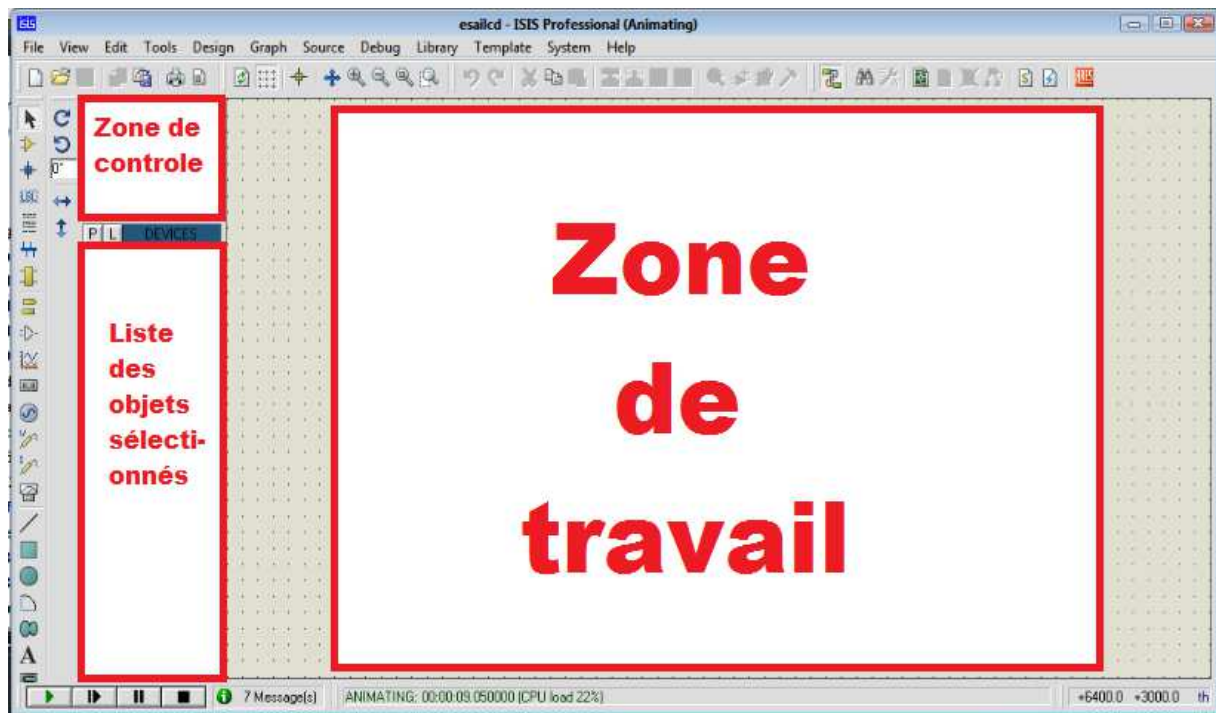 ISIS
esailcd - ISIS Professional (Animating)
File View Edit Tools Design Graph Source Debug Library Template System Help
Zone de
controle
0°
P L DEVICES
Liste
des
objets
sélecti-
onnés
Zone
de
travail
A
7 Message(s) ANIMATING: 00:00:09.050000 (CPU load 22%) +6400.0 +3000.0 th